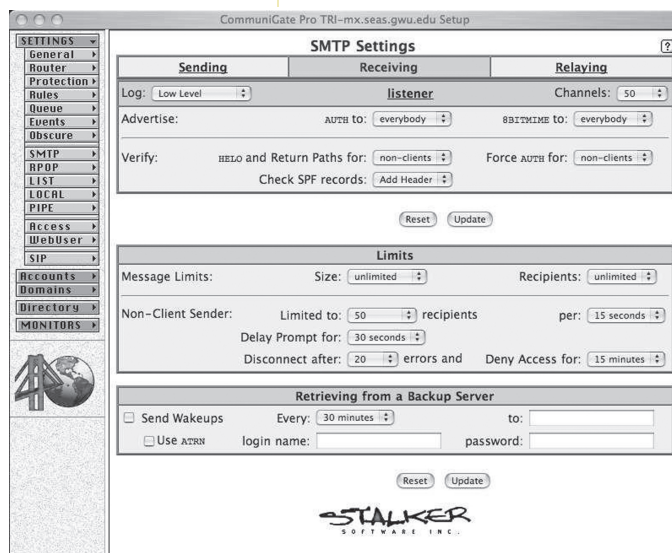 CommuniGate Pro TRI-mx.seas.gwu.edu Setup
SETTINGS
General
Router
Protection
Rules
Queue
Events
Obscure
SMTP
RPOP
LIST
LOCAL
PIPE
Access
WebUser
SIP
Accounts
Domains
Directory
MONITORS
SMTP Settings
?
Sending Receiving Relaying
Log: Low Level listener Channels: 50
Advertise: AUTH to: everybody 8BITMIME to: everybody
Verify: HELO and Return Paths for: non-clients Force AUTH for: non-clients
Check SPF records: Add Header
Reset Update
Limits
Message Limits: Size: unlimited Recipients: unlimited
Non-Client Sender: Limited to: 50 recipients per: 15 seconds
Delay Prompt for: 30 seconds
Disconnect after: 20 errors and Deny Access for: 15 minutes
Retrieving from a Backup Server
Send Wakeups Every: 30 minutes to:
Use ATRN login name: password:
Reset Update
STALKER
SOFTWARE INC.